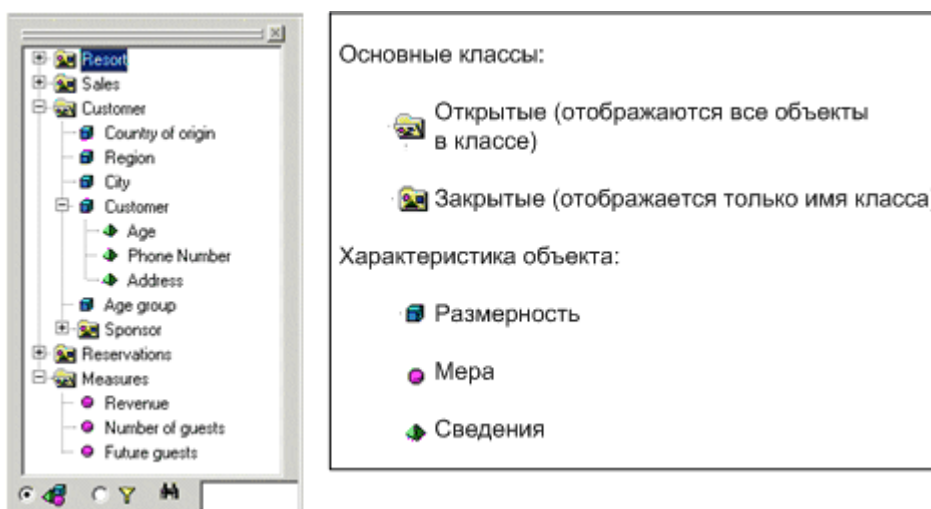 Resort
Sales
Customer
Country of origin
Region
City
Customer
Age
Phone Number
Address
Age group
Sponsor
Reservations
Measures
Revenue
Number of guests
Future guests
Основные классы:
Открытые (отображаются все объекты
в классе)
Закрытые (отображается только имя класса)
Характеристика объекта:
Размерность
Мера
Сведения